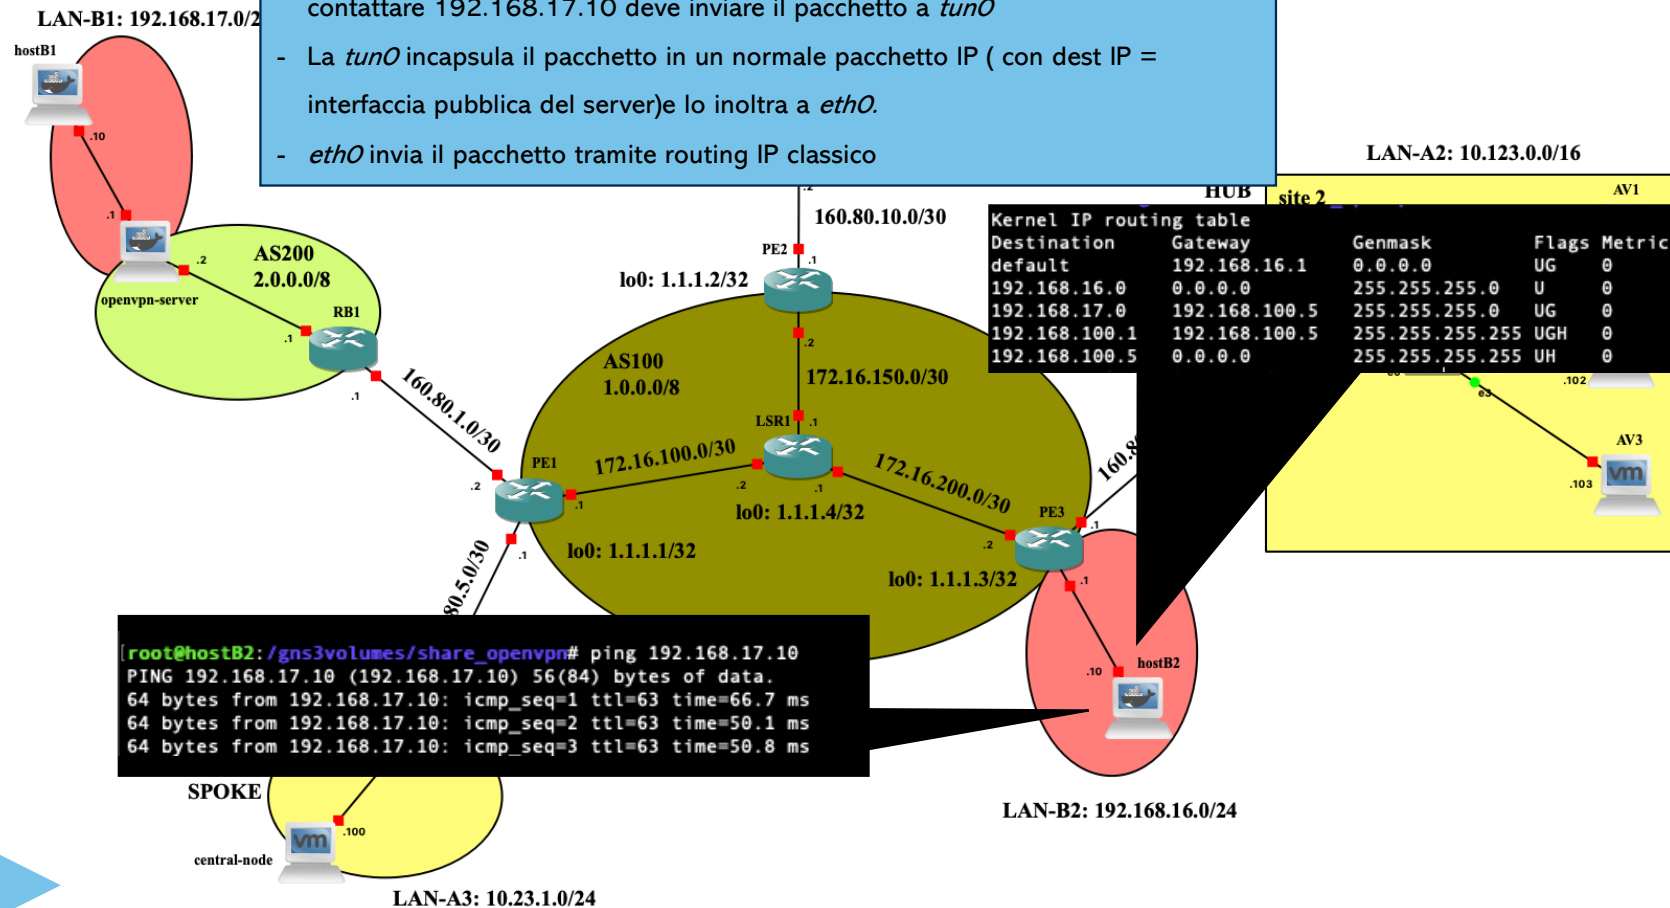 contattare 192.168.17.10 deve inviare il pacchetto a tun0
- La tun0 incapsula il pacchetto in un normale pacchetto IP ( con dest IP =
interfaccia pubblica del server)e lo inoltra a eth0.
- eth0 invia il pacchetto tramite routing IP classico
LAN-B1: 192.168.17.0/2
hostB1
.10
.1
openvpn-server
.2
AS200
2.0.0.0/8
RB1
.1
.1
160.80.1.0/30
.2
PE1
.1
.1
lo0: 1.1.1.1/32
80.5.0/30
.2
160.80.10.0/30
PE2
.1
lo0: 1.1.1.2/32
.2
AS100
1.0.0.0/8
172.16.150.0/30
LSR1
.1
172.16.100.0/30
.2
.1
lo0: 1.1.1.4/32
172.16.200.0/30
.2
PE3
.1
lo0: 1.1.1.3/32
.1
160.8
LAN-A2: 10.123.0.0/16
HUB
site 2
AV1
Kernel IP routing table
Destination Gateway Genmask Flags Metric
default 192.168.16.1 0.0.0.0 UG 0
192.168.16.0 0.0.0.0 255.255.255.0 U 0
192.168.17.0 192.168.100.5 255.255.255.0 UG 0
192.168.100.1 192.168.100.5 255.255.255.255 UGH 0
192.168.100.5 0.0.0.0 255.255.255.255 UH 0
e3
.102
AV3
vm
.103
hostB2
.10
LAN-B2: 192.168.16.0/24
[root@hostB2:/gns3volumes/share_openvpn# ping 192.168.17.10
PING 192.168.17.10 (192.168.17.10) 56(84) bytes of data.
64 bytes from 192.168.17.10: icmp_seq=1 ttl=63 time=66.7 ms
64 bytes from 192.168.17.10: icmp_seq=2 ttl=63 time=50.1 ms
64 bytes from 192.168.17.10: icmp_seq=3 ttl=63 time=50.8 ms
SPOKE
.100
vm
central-node
LAN-A3: 10.23.1.0/24